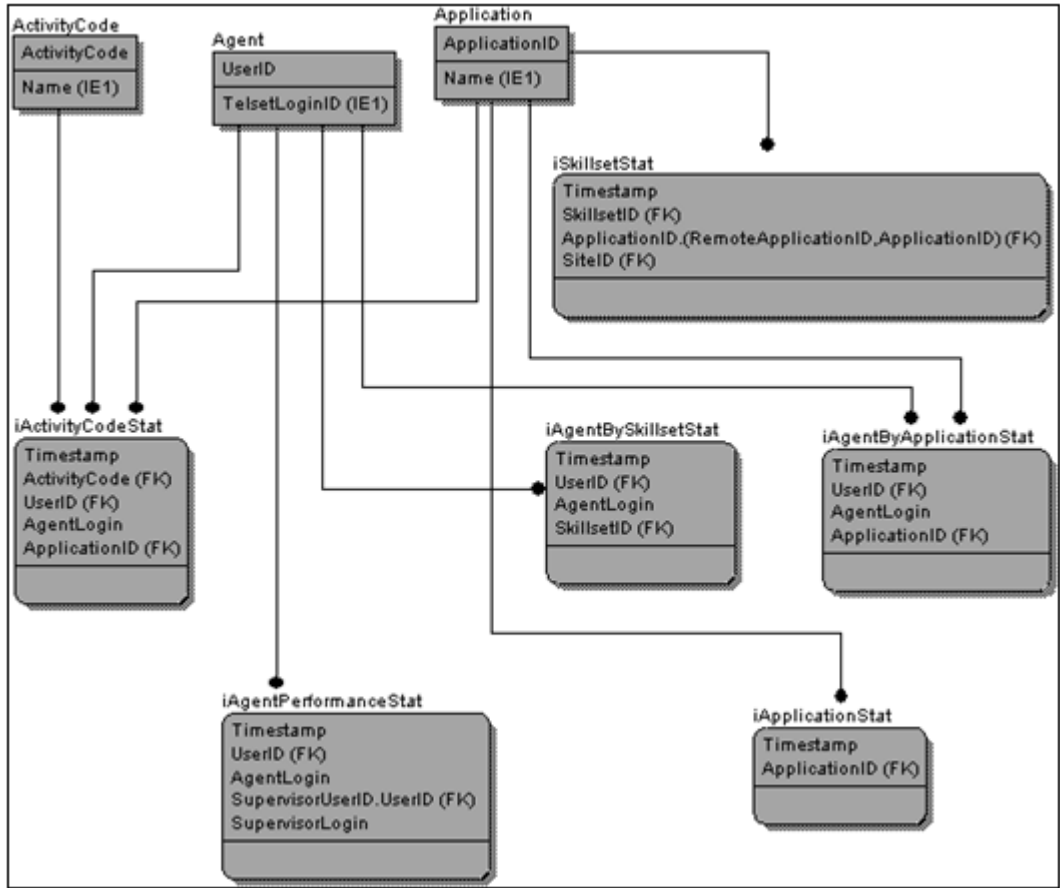 ActivityCode
ActivityCode
Name (IE1)
Agent
UserID
TelsetLoginID (IE1)
Application
ApplicationID
Name (IE1)
iSkillsetStat
Timestamp
SkillsetID (FK)
ApplicationID.(RemoteApplicationID,ApplicationID) (FK)
SiteID (FK)
iActivityCodeStat
Timestamp
ActivityCode (FK)
UserID (FK)
AgentLogin
ApplicationID (FK)
iAgentBySkillsetStat
Timestamp
UserID (FK)
AgentLogin
SkillsetID (FK)
iAgentByApplicationStat
Timestamp
UserID (FK)
AgentLogin
ApplicationID (FK)
iAgentPerformanceStat
Timestamp
UserID (FK)
AgentLogin
SupervisorUserID.UserID (FK)
SupervisorLogin
iApplicationStat
Timestamp
ApplicationID (FK)